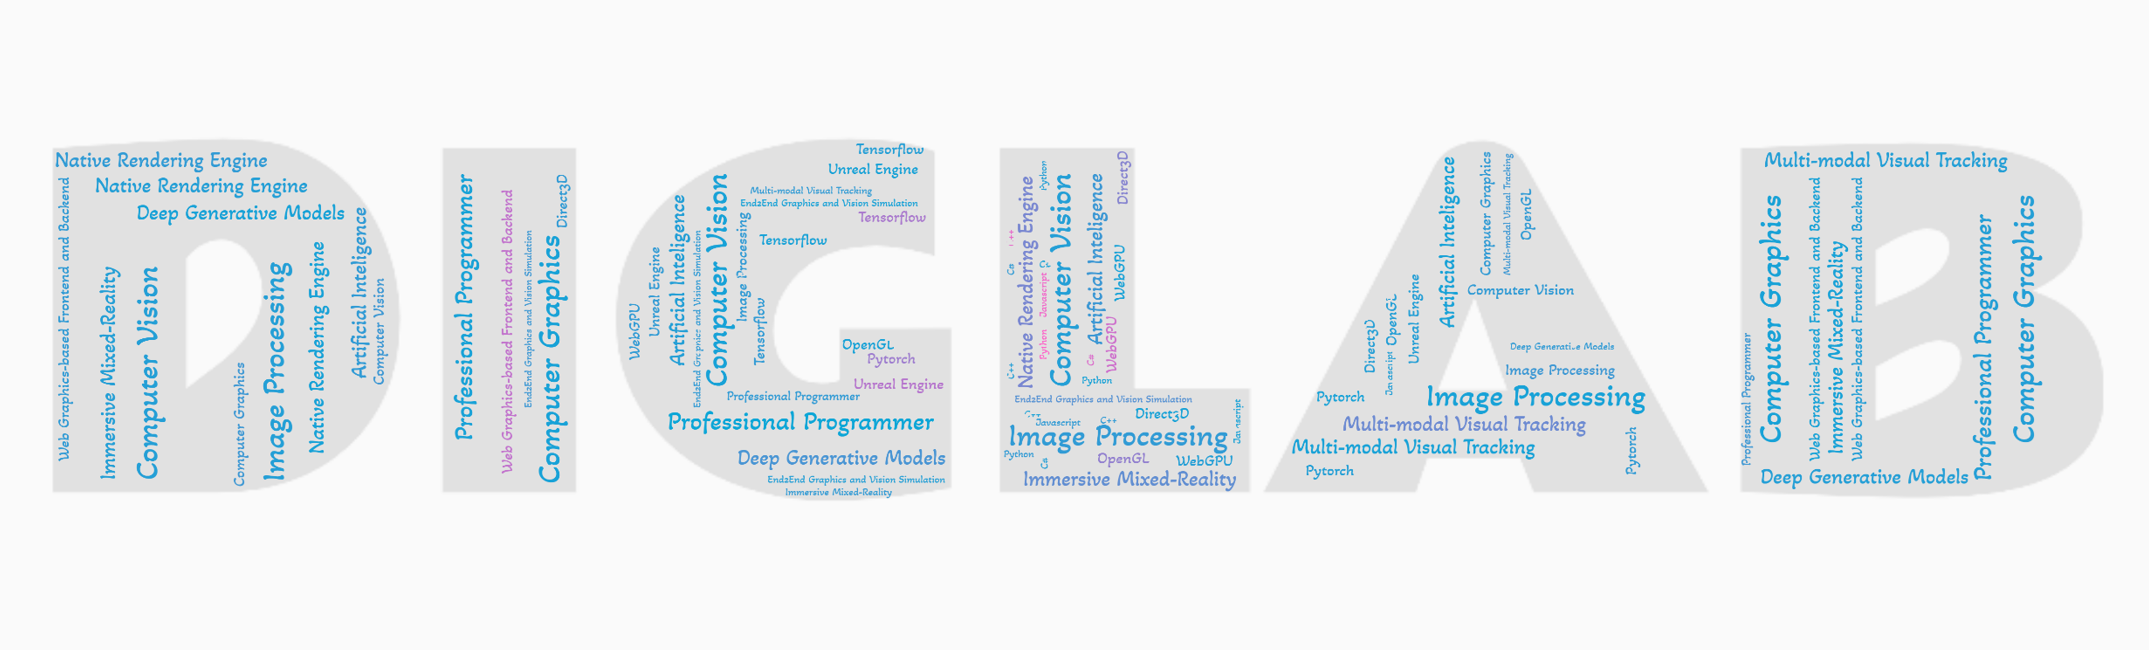 DIGLAB
Native Rendering Engine
Native Rendering Engine
Deep Generative Models
Web Graphics-based Frontend and Backend
Immersive Mixed-Reality
Computer Vision
Computer Graphics
Image Processing
Native Rendering Engine
Artificial Inteligence
Computer Vision
Professional Programmer
Web Graphics-based Frontend and Backend
End2End Graphics and Vision Simulation
Computer Graphics
Direct3D
Tensorflow
Unreal Engine
Multi-modal Visual Tracking
End2End Graphics and Vision Simulation
Tensorflow
Tensorflow
WebGPU
Unreal Engine
Artificial Inteligence
End2End Graphics and Vision Simulation
Computer Vision
Image Processing
Tensorflow
OpenGL
Pytorch
Unreal Engine
Professional Programmer
Professional Programmer
Deep Generative Models
End2End Graphics and Vision Simulation
Immersive Mixed-Reality
C++
C#
Native Rendering Engine
Python
Javascript
Python
Computer Vision
Artificial Inteligence
C#
Direct3D
WebGPU
WebGPU
Python
End2End Graphics and Vision Simulation
C++
Javascript
C++
Direct3D
Javascript
Image Processing
Python
C#
OpenGL
WebGPU
Immersive Mixed-Reality
Artificial Inteligence
Computer Graphics
Multi-modal Visual Tracking
OpenGL
Computer Vision
Direct3D
Javascript
OpenGL
Unreal Engine
Deep Generative Models
Image Processing
Pytorch
Image Processing
Multi-modal Visual Tracking
Multi-modal Visual Tracking
Pytorch
Pytorch
Multi-modal Visual Tracking
Professional Programmer
Computer Graphics
Web Graphics-based Frontend and Backend
Immersive Mixed-Reality
Web Graphics-based Frontend and Backend
Professional Programmer
Computer Graphics
Deep Generative Models